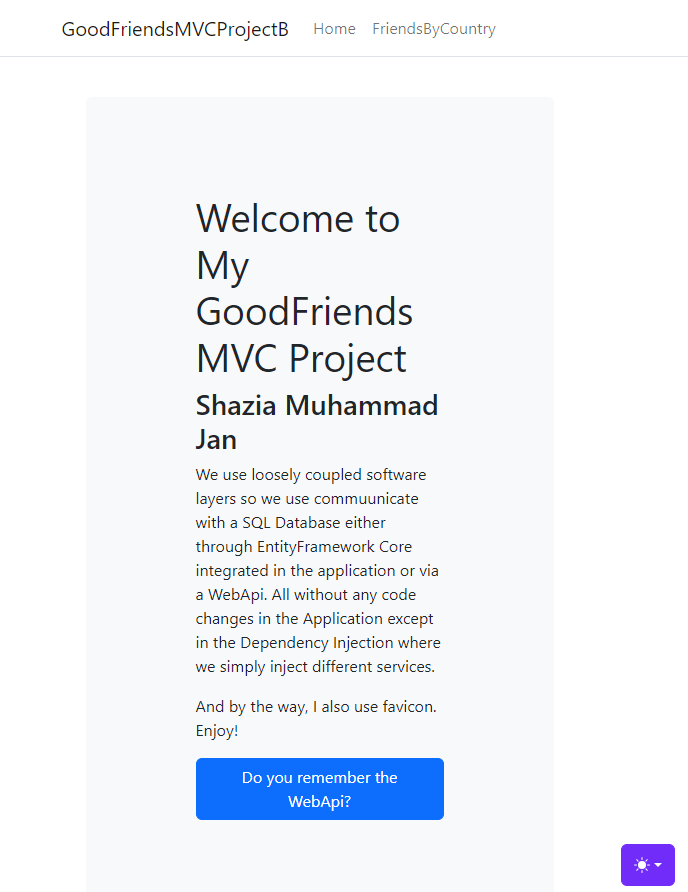 GoodFriendsMVCProjectB Home FriendsByCountry
Welcome to
My
GoodFriends
MVC Project
Shazia Muhammad
Jan
We use loosely coupled software
layers so we use commuunicate
with a SQL Database either
through EntityFramework Core
integrated in the application or via
a WebApi. All without any code
changes in the Application except
in the Dependency Injection where
we simply inject different services.
And by the way, I also use favicon.
Enjoy!
Do you remember the
WebApi?